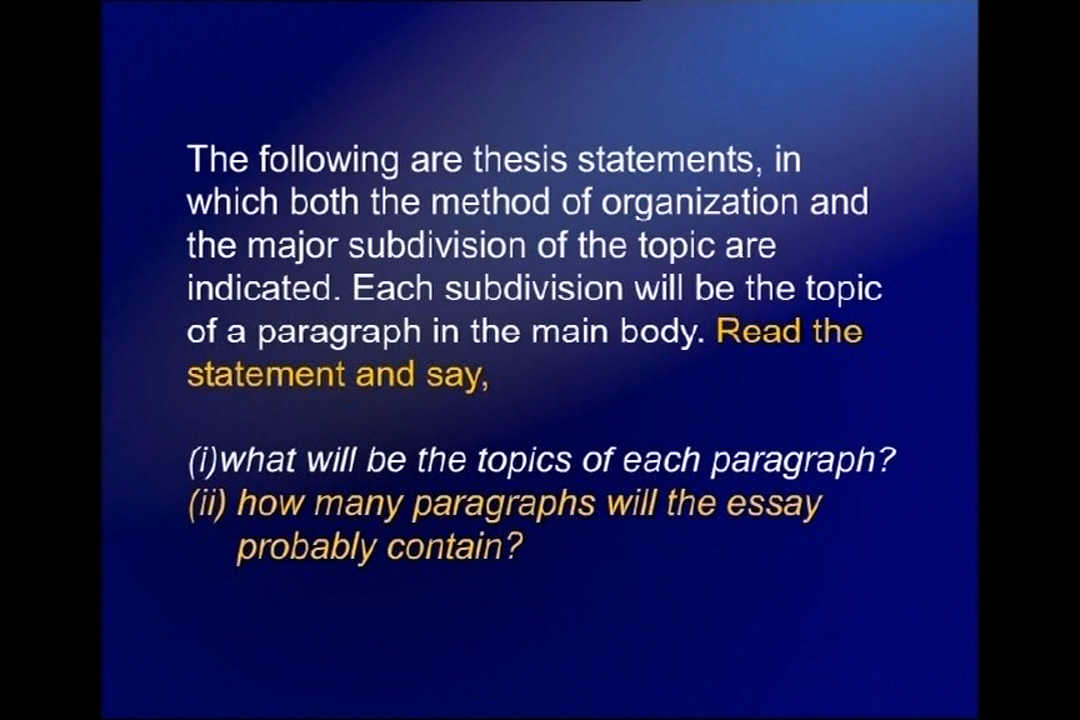 The following are thesis statements, in
which both the method of organization and
the major subdivision of the topic are
indicated. Each subdivision will be the topic
of a paragraph in the main body. Read the
statement and say,
(i)what will be the topics of each paragraph?
(ii) how many paragraphs will the essay
probably contain?